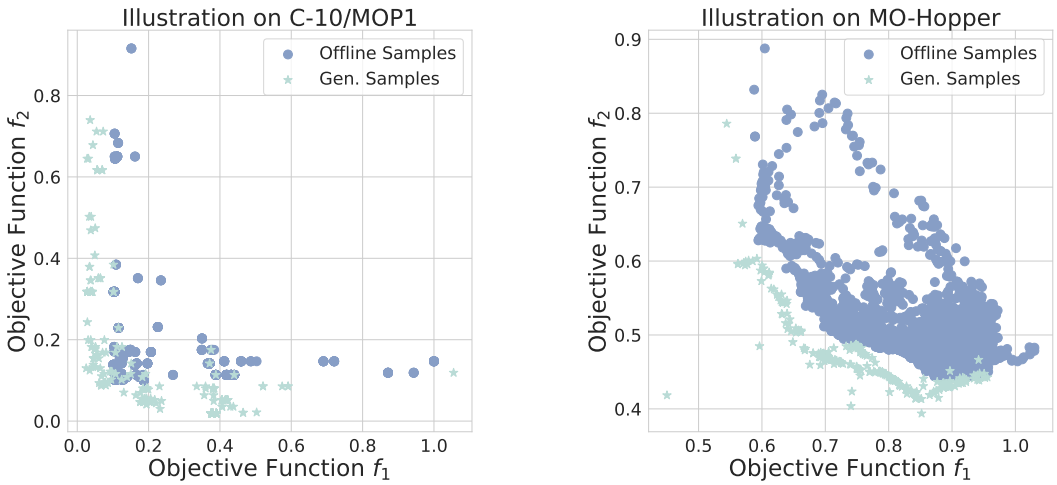 Illustration on C-10/MOP1
Offline Samples
Gen. Samples
Objective Function f2
0.8
0.6
0.4
0.2
0.0
0.0 0.2 0.4 0.6 0.8 1.0
Objective Function f1
Illustration on MO-Hopper
Offline Samples
Gen. Samples
Objective Function f2
0.9
0.8
0.7
0.6
0.5
0.4
0.5 0.6 0.7 0.8 0.9 1.0
Objective Function f1